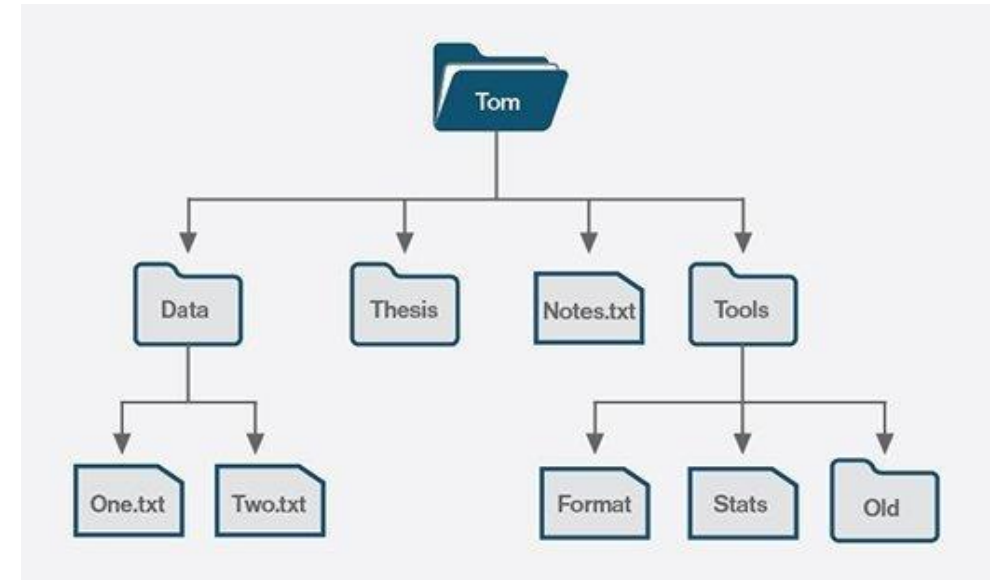 Tom
Data
Thesis
Notes.txt
Tools
One.txt
Two.txt
Format
Stats
Old